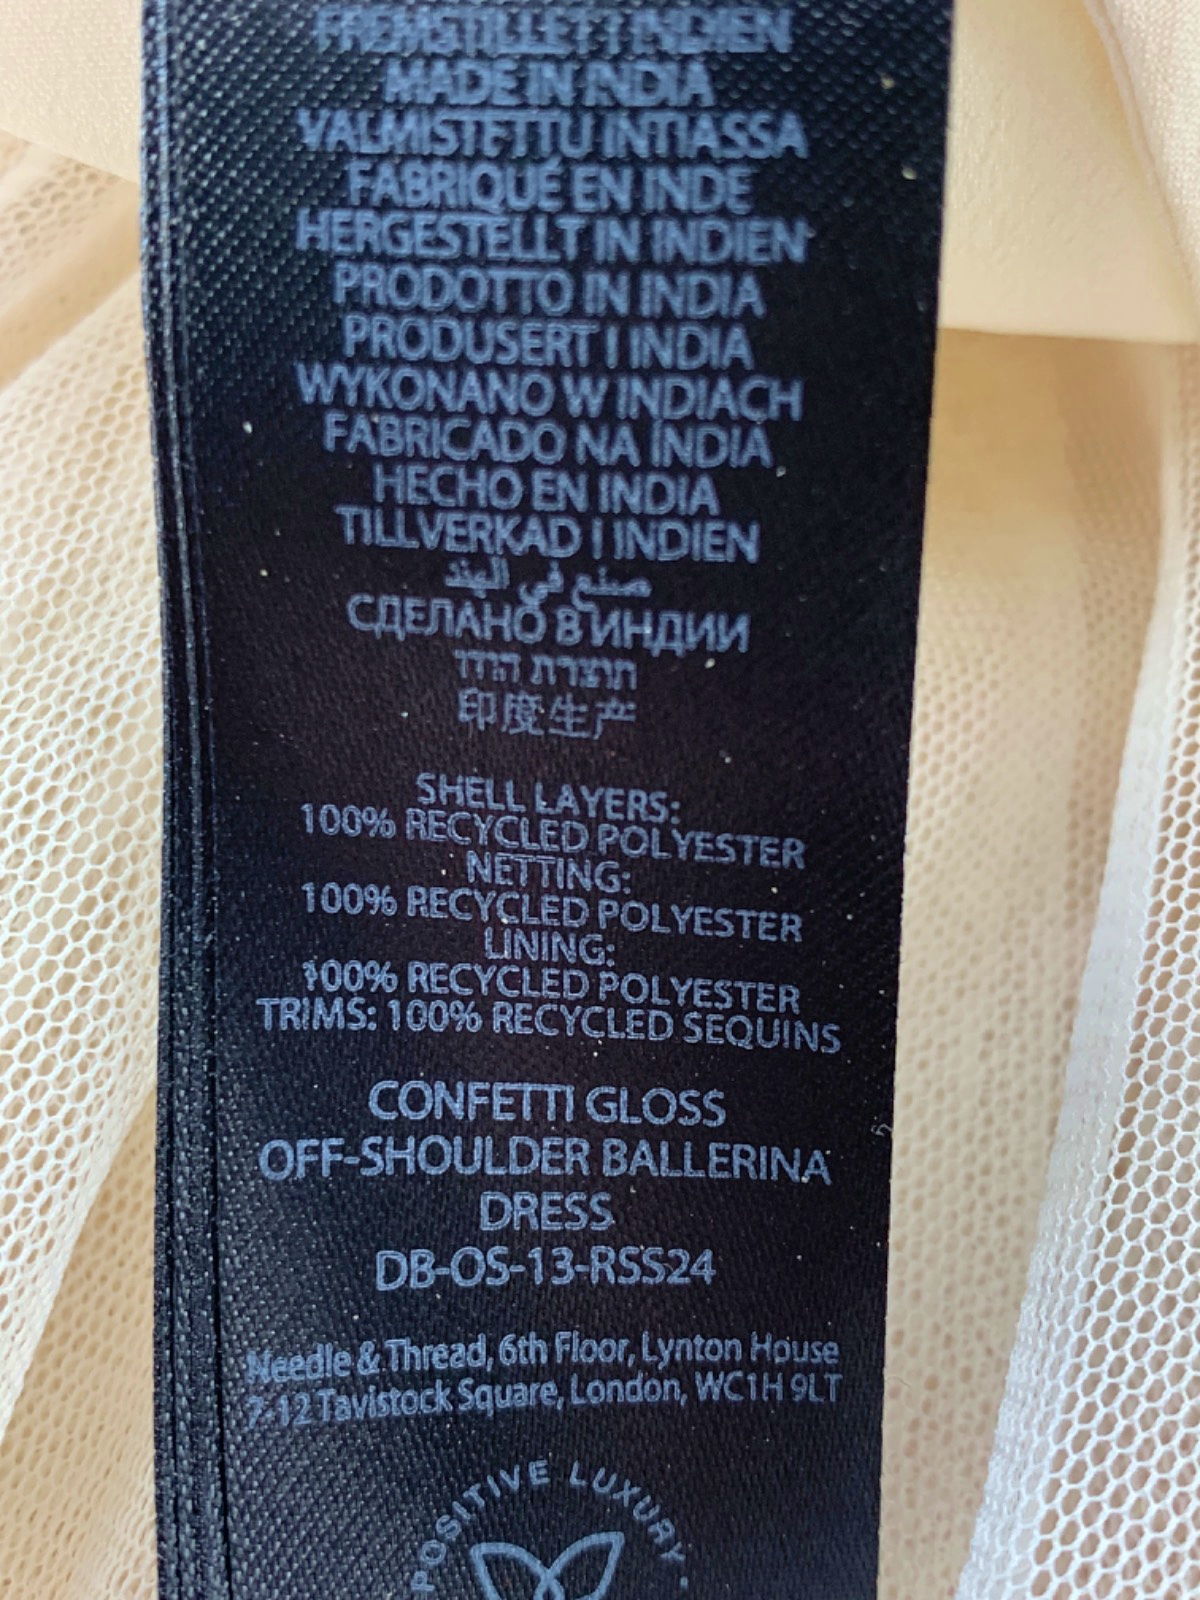 FREMSTILLET I INDIEN
MADE IN INDIA
VALMISTETTU INTIASSA
FABRIQUÉ EN INDE
HERGESTELLT IN INDIEN
PRODOTTO IN INDIA
PRODUSERT I INDIA
WYKONANO W INDIACH
FABRICADO NA ÍNDIA
HECHO EN INDIA
TILLVERKAD I INDIEN
صنع في الهند
СДЕЛАНО В ИНДИИ
תוצרת הודו
印度生产
SHELL LAYERS:
100% RECYCLED POLYESTER
NETTING:
100% RECYCLED POLYESTER
LINING:
100% RECYCLED POLYESTER
TRIMS: 100% RECYCLED SEQUINS
CONFETTI GLOSS
OFF-SHOULDER BALLERINA
DRESS
DB-OS-13-RSS24
Needle & Thread, 6th Floor, Lynton House
7-12 Tavistock Square, London, WC1H 9LT
POSITIVE LUXURY